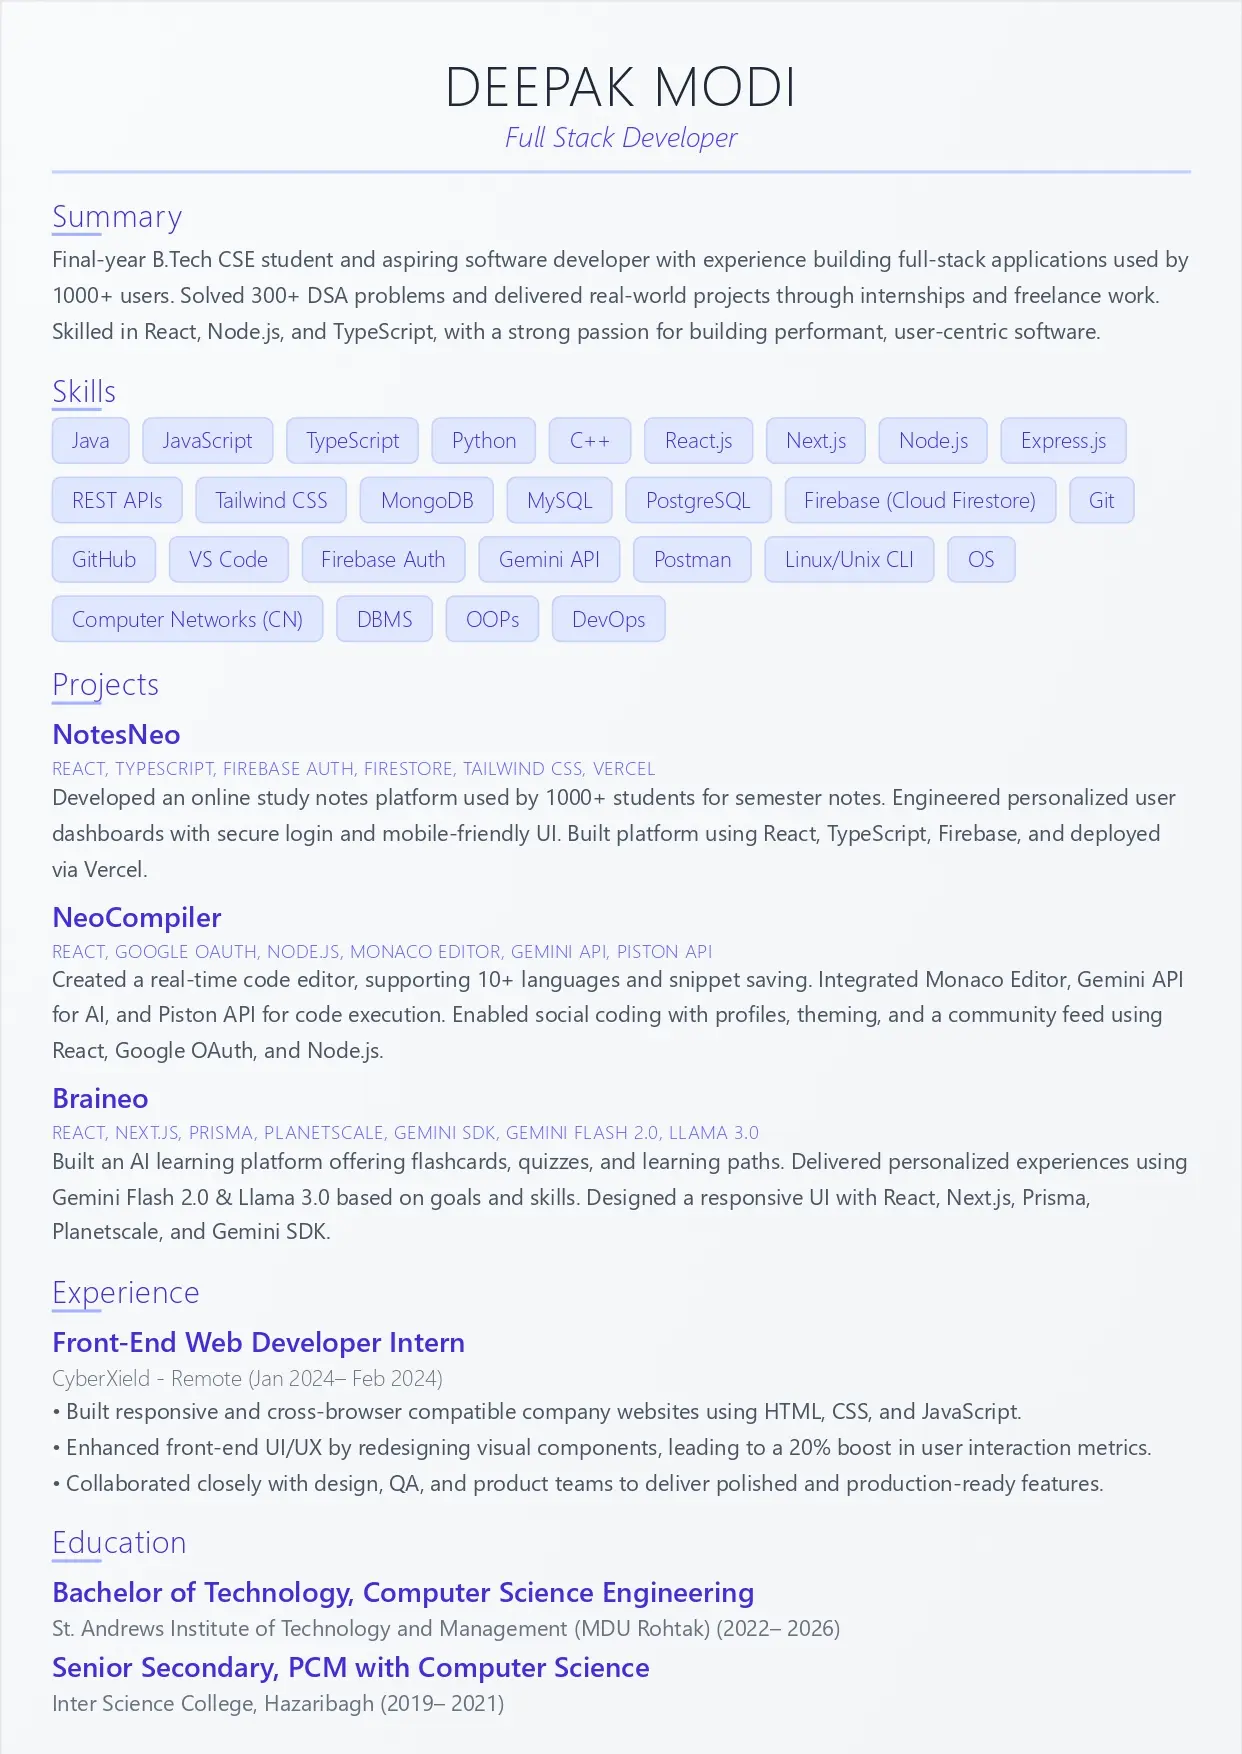 DEEPAK MODI
Full Stack Developer
Summary
Final-year B.Tech CSE student and aspiring software developer with experience building full-stack applications used by
1000+ users. Solved 300+ DSA problems and delivered real-world projects through internships and freelance work.
Skilled in React, Node.js, and TypeScript, with a strong passion for building performant, user-centric software.
Skills
Java JavaScript TypeScript Python C++ React.js Next.js Node.js Express.js
REST APIs Tailwind CSS MongoDB MySQL PostgreSQL Firebase (Cloud Firestore) Git
GitHub VS Code Firebase Auth Gemini API Postman Linux/Unix CLI OS
Computer Networks (CN) DBMS OOPs DevOps
Projects
NotesNeo
REACT, TYPESCRIPT, FIREBASE AUTH, FIRESTORE, TAILWIND CSS, VERCEL
Developed an online study notes platform used by 1000+ students for semester notes. Engineered personalized user
dashboards with secure login and mobile-friendly UI. Built platform using React, TypeScript, Firebase, and deployed
via Vercel.
NeoCompiler
REACT, GOOGLE OAUTH, NODE.JS, MONACO EDITOR, GEMINI API, PISTON API
Created a real-time code editor, supporting 10+ languages and snippet saving. Integrated Monaco Editor, Gemini API
for AI, and Piston API for code execution. Enabled social coding with profiles, theming, and a community feed using
React, Google OAuth, and Node.js.
Braineo
REACT, NEXT.JS, PRISMA, PLANETSCALE, GEMINI SDK, GEMINI FLASH 2.0, LLAMA 3.0
Built an AI learning platform offering flashcards, quizzes, and learning paths. Delivered personalized experiences using
Gemini Flash 2.0 & Llama 3.0 based on goals and skills. Designed a responsive UI with React, Next.js, Prisma,
Planetscale, and Gemini SDK.
Experience
Front-End Web Developer Intern
CyberXield - Remote (Jan 2024– Feb 2024)
• Built responsive and cross-browser compatible company websites using HTML, CSS, and JavaScript.
• Enhanced front-end UI/UX by redesigning visual components, leading to a 20% boost in user interaction metrics.
• Collaborated closely with design, QA, and product teams to deliver polished and production-ready features.
Education
Bachelor of Technology, Computer Science Engineering
St. Andrews Institute of Technology and Management (MDU Rohtak) (2022– 2026)
Senior Secondary, PCM with Computer Science
Inter Science College, Hazaribagh (2019– 2021)